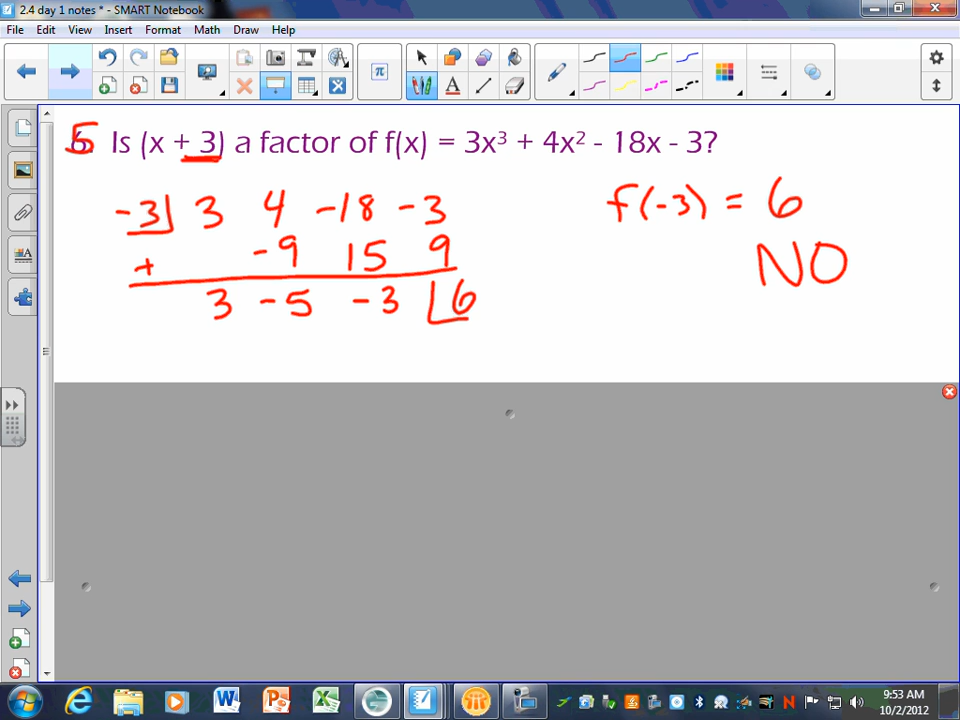 2.4 day 1 notes * - SMART Notebook
File Edit View Insert Format Math Draw Help
5 Is (x + 3) a factor of f(x) = 3x³ + 4x² - 18x - 3?
-3 3 4 -18 -3
+ -9 15 9
3 -5 -3 6
f(-3) = 6
NO
9:53 AM
10/2/2012